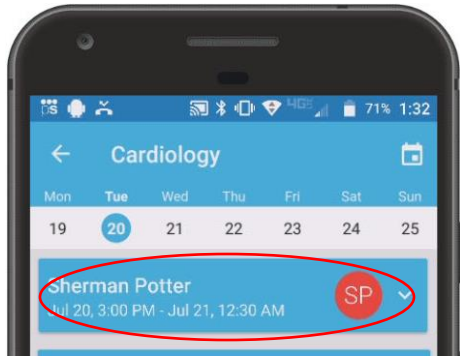 4GE 71% 1:32
Cardiology
Mon Tue Wed Thu Fri Sat Sun
19 20 21 22 23 24 25
Sherman Potter
Jul 20, 3:00 PM - Jul 21, 12:30 AM
SP